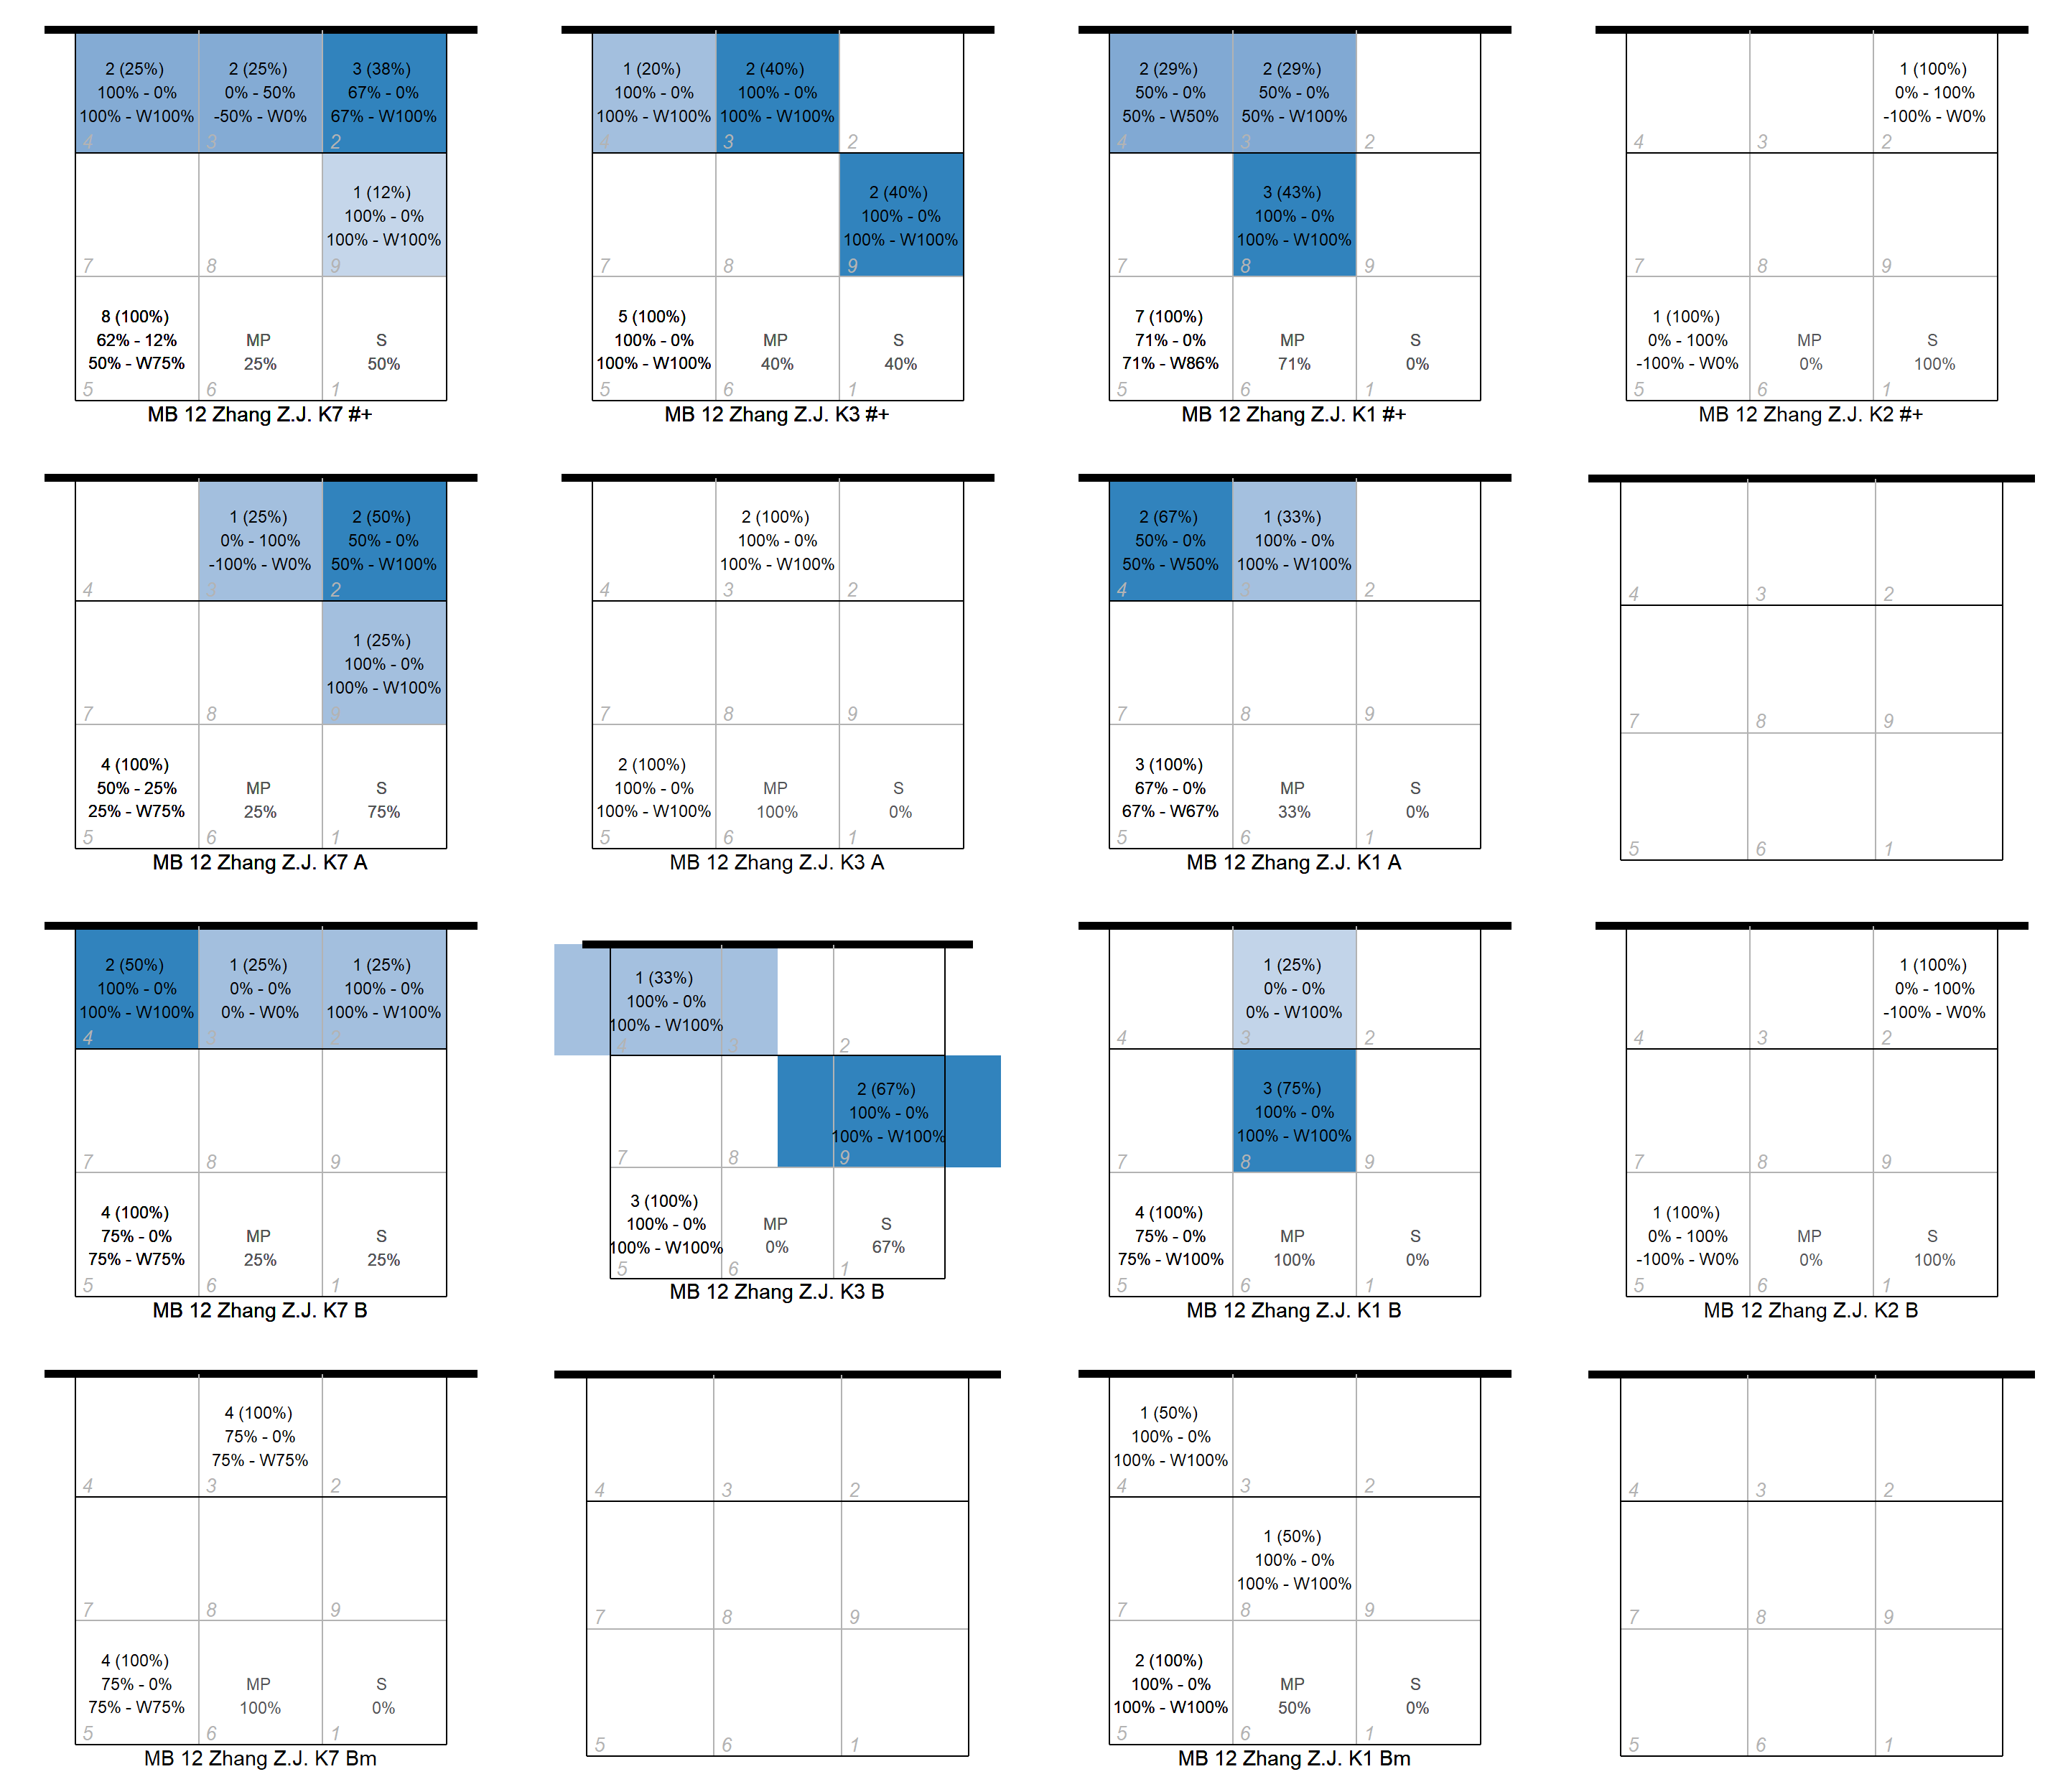 2 (25%)
100% - 0%
100% - W100%
4
2 (25%)
0% - 50%
-50% - W0%
3
3 (38%)
67% - 0%
67% - W100%
2
7
8
1 (12%)
100% - 0%
100% - W100%
9
8 (100%)
62% - 12%
50% - W75%
5
MP
25%
6
S
50%
1
MB 12 Zhang Z.J. K7 #+
1 (20%)
100% - 0%
100% - W100%
4
2 (40%)
100% - 0%
100% - W100%
3
2
7
8
2 (40%)
100% - 0%
100% - W100%
9
5 (100%)
100% - 0%
100% - W100%
5
MP
40%
6
S
40%
1
MB 12 Zhang Z.J. K3 #+
2 (29%)
50% - 0%
50% - W50%
4
2 (29%)
50% - 0%
50% - W100%
3
2
7
3 (43%)
100% - 0%
100% - W100%
8
9
7 (100%)
71% - 0%
71% - W86%
5
MP
71%
6
S
0%
1
MB 12 Zhang Z.J. K1 #+
4
3
1 (100%)
0% - 100%
-100% - W0%
2
7
8
9
1 (100%)
0% - 100%
-100% - W0%
5
MP
0%
6
S
100%
1
MB 12 Zhang Z.J. K2 #+
4
1 (25%)
0% - 100%
-100% - W0%
3
2 (50%)
50% - 0%
50% - W100%
2
7
8
1 (25%)
100% - 0%
100% - W100%
9
4 (100%)
50% - 25%
25% - W75%
5
MP
25%
6
S
75%
1
MB 12 Zhang Z.J. K7 A
4
2 (100%)
100% - 0%
100% - W100%
3
2
7
8
9
2 (100%)
100% - 0%
100% - W100%
5
MP
100%
6
S
0%
1
MB 12 Zhang Z.J. K3 A
2 (67%)
50% - 0%
50% - W50%
4
1 (33%)
100% - 0%
100% - W100%
3
2
7
8
9
3 (100%)
67% - 0%
67% - W67%
5
MP
33%
6
S
0%
1
MB 12 Zhang Z.J. K1 A
4
3
2
7
8
9
5
6
1
2 (50%)
100% - 0%
100% - W100%
4
1 (25%)
0% - 0%
0% - W0%
3
1 (25%)
100% - 0%
100% - W100%
2
7
8
9
4 (100%)
75% - 0%
75% - W75%
5
MP
25%
6
S
25%
1
MB 12 Zhang Z.J. K7 B
1 (33%)
100% - 0%
100% - W100%
4
3
2
7
8
2 (67%)
100% - 0%
100% - W100%
9
3 (100%)
100% - 0%
100% - W100%
5
MP
0%
6
S
67%
1
MB 12 Zhang Z.J. K3 B
4
1 (25%)
0% - 0%
0% - W100%
3
2
7
3 (75%)
100% - 0%
100% - W100%
8
9
4 (100%)
75% - 0%
75% - W100%
5
MP
100%
6
S
0%
1
MB 12 Zhang Z.J. K1 B
4
3
1 (100%)
0% - 100%
-100% - W0%
2
7
8
9
1 (100%)
0% - 100%
-100% - W0%
5
MP
0%
6
S
100%
1
MB 12 Zhang Z.J. K2 B
4
4 (100%)
75% - 0%
75% - W75%
3
2
7
8
9
4 (100%)
75% - 0%
75% - W75%
5
MP
100%
6
S
0%
1
MB 12 Zhang Z.J. K7 Bm
4
3
2
7
8
9
5
6
1
1 (50%)
100% - 0%
100% - W100%
4
3
2
7
1 (50%)
100% - 0%
100% - W100%
8
9
2 (100%)
100% - 0%
100% - W100%
5
MP
50%
6
S
0%
1
MB 12 Zhang Z.J. K1 Bm
4
3
2
7
8
9
5
6
1